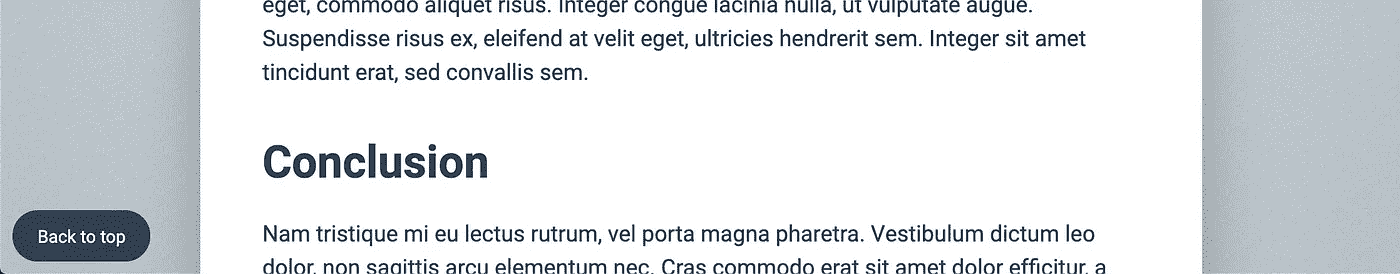 eget, commodo aliquet risus. Integer congue lacinia nulla, ut vulputate augue.
Suspendisse risus ex, eleifend at velit eget, ultricies hendrerit sem. Integer sit amet
tincidunt erat, sed convallis sem.
Conclusion
Back to top
Nam tristique mi eu lectus rutrum, vel porta magna pharetra. Vestibulum dictum leo
dolor, non sagittis arcu elementum nec. Cras commodo erat sit amet dolor efficitur, a